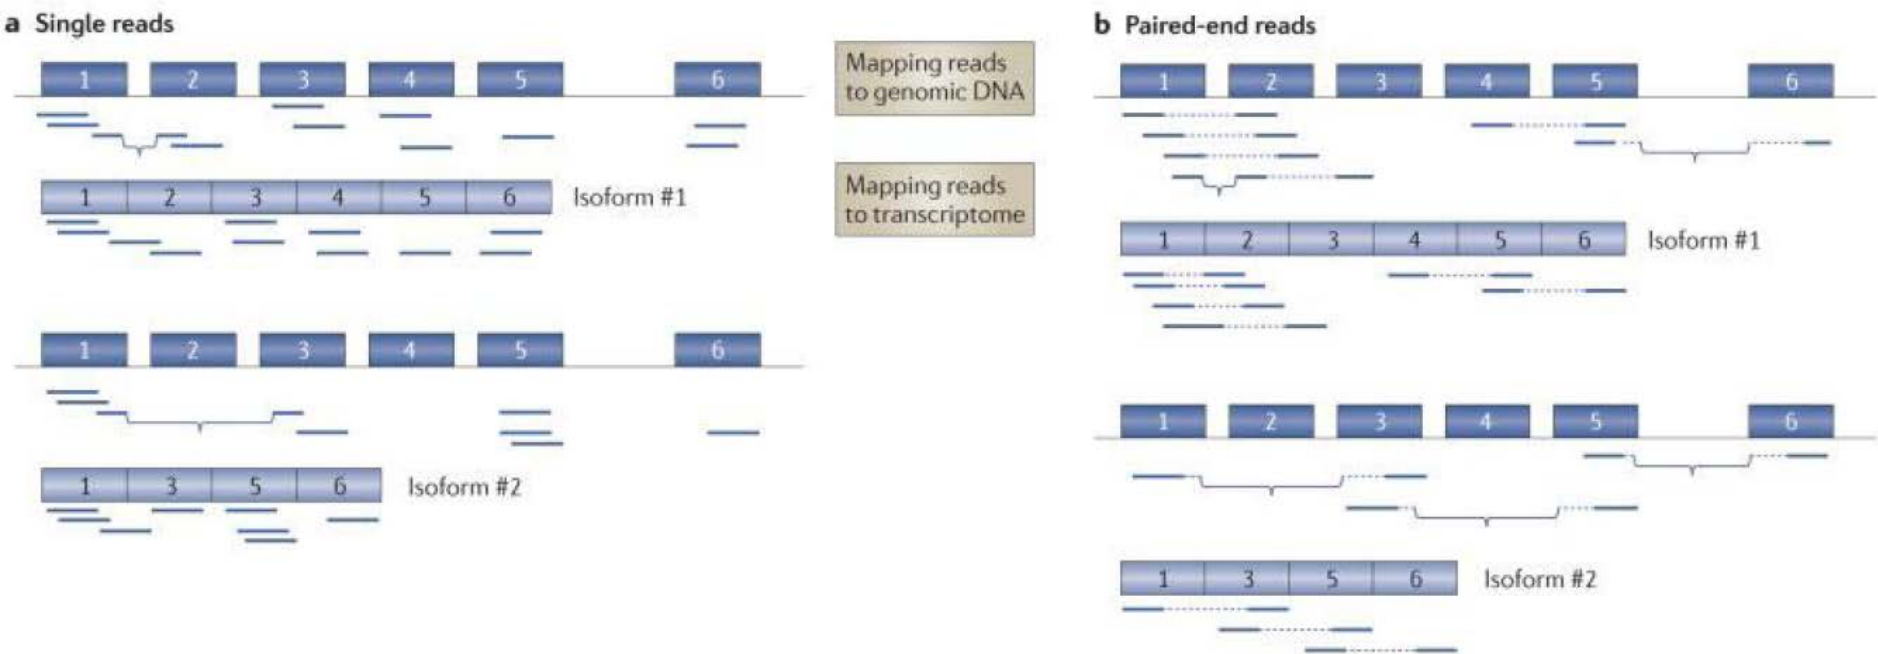 a Single reads
1 2 3 4 5 6
1 2 3 4 5 6 Isoform #1
1 2 3 4 5 6
1 3 5 6 Isoform #2
Mapping reads
to genomic DNA
Mapping reads
to transcriptome
b Paired-end reads
1 2 3 4 5 6
1 2 3 4 5 6 Isoform #1
1 2 3 4 5 6
1 3 5 6 Isoform #2